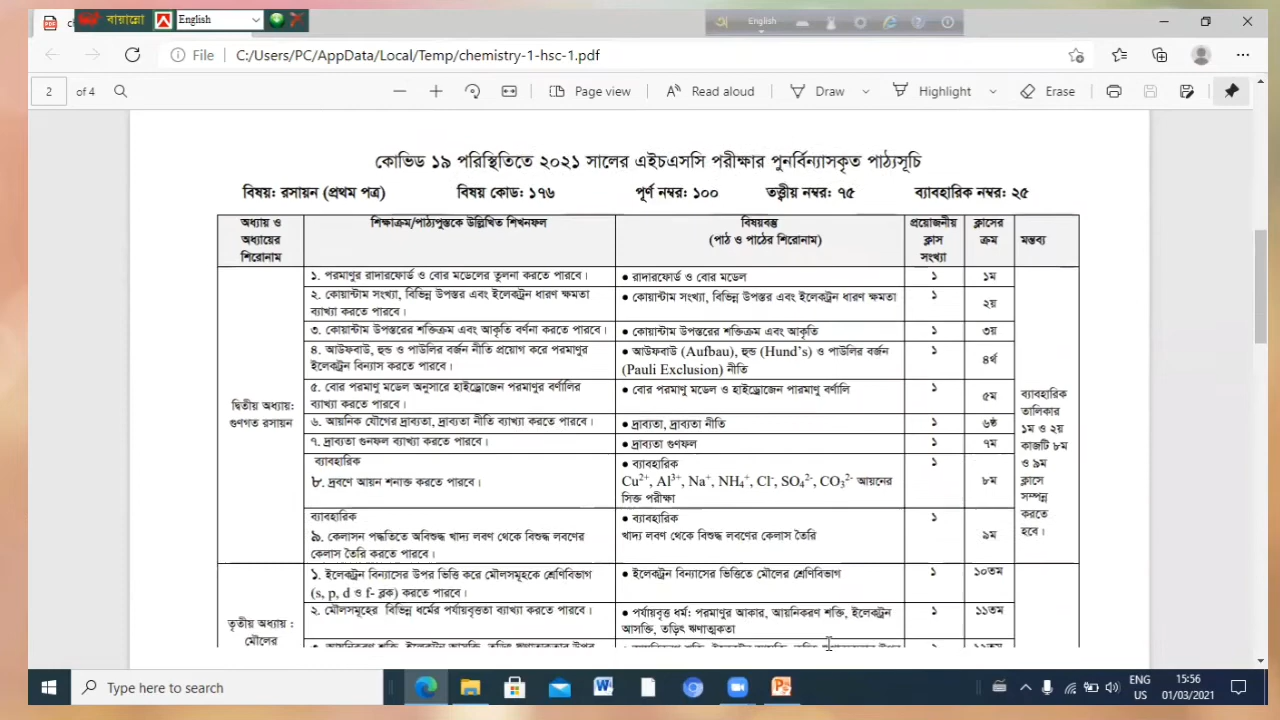 বায়ান্নো
English
English
File
C:/Users/PC/AppData/Local/Temp/chemistry-1-hsc-1.pdf
2
of 4
Page view
Read aloud
Draw
Highlight
Erase
কোভিড ১৯ পরিস্থিতিতে ২০২১ সালের এইচএসসি পরীক্ষার পুনর্বিন্যাসকৃত পাঠ্যসূচি
বিষয়: রসায়ন (প্রথম পত্র) বিষয় কোড: ১৭৬ পূর্ণ নম্বর: ১০০ তত্ত্বীয় নম্বর: ৭৫ ব্যাবহারিক নম্বর: ২৫
অধ্যায় ও
অধ্যায়ের
শিরোনাম
শিক্ষাক্রম/পাঠ্যপুস্তকে উল্লিখিত শিখনফল
বিষয়বস্তু
(পাঠ ও পাঠের শিরোনাম)
প্রয়োজনীয়
ক্লাস
সংখ্যা
ক্লাসের
ক্রম
মন্তব্য
দ্বিতীয় অধ্যায়:
গুণগত রসায়ন
১. পরমাণুর রাদারফোর্ড ও বোর মডেলের তুলনা করতে পারবে।
• রাদারফোর্ড ও বোর মডেল
১
১ম
২. কোয়ান্টাম সংখ্যা, বিভিন্ন উপস্তর এবং ইলেকট্রন ধারণ ক্ষমতা
ব্যাখ্যা করতে পারবে।
• কোয়ান্টাম সংখ্যা, বিভিন্ন উপস্তর এবং ইলেকট্রন ধারণ ক্ষমতা
১
২য়
৩. কোয়ান্টাম উপস্তরের শক্তিক্রম এবং আকৃতি বর্ণনা করতে পারবে।
• কোয়ান্টাম উপস্তরের শক্তিক্রম এবং আকৃতি
১
৩য়
৪. আউফবাউ, হুন্ড ও পাউলির বর্জন নীতি প্রয়োগ করে পরমাণুর
ইলেকট্রন বিন্যাস করতে পারবে।
• আউফবাউ (Aufbau), হুন্ড (Hund's) ও পাউলির বর্জন
(Pauli Exclusion) নীতি
১
৪র্থ
৫. বোর পরমাণু মডেল অনুসারে হাইড্রোজেন পরমাণুর বর্ণালির
ব্যাখ্যা করতে পারবে।
• বোর পরমাণু মডেল ও হাইড্রোজেন পারমাণু বর্ণালি
১
৫ম
৬. আয়নিক যৌগের দ্রাব্যতা, দ্রাব্যতা নীতি ব্যাখ্যা করতে পারবে।
• দ্রাব্যতা, দ্রাব্যতা নীতি
১
৬ষ্ঠ
৭. দ্রাব্যতা গুনফল ব্যাখ্যা করতে পারবে।
• দ্রাব্যতা গুণফল
১
৭ম
ব্যাবহারিক
৮. দ্রবণে আয়ন শনাক্ত করতে পারবে।
• ব্যাবহারিক
Cu²⁺, Al³⁺, Na⁺, NH₄⁺, Cl⁻, SO₄²⁻, CO₃²⁻ আয়নের
সিক্ত পরীক্ষা
১
৮ম
ব্যাবহারিক
৯. কেলাসন পদ্ধতিতে অবিশুদ্ধ খাদ্য লবণ থেকে বিশুদ্ধ লবণের
কেলাস তৈরি করতে পারবে।
• ব্যাবহারিক
খাদ্য লবণ থেকে বিশুদ্ধ লবণের কেলাস তৈরি
১
৯ম
ব্যাবহারিক
তালিকার
১ম ও ২য়
কাজটি ৮ম
ও ৯ম
ক্লাসে
সম্পন্ন
করতে
হবে।
তৃতীয় অধ্যায় :
মৌলের
১. ইলেকট্রন বিন্যাসের উপর ভিত্তি করে মৌলসমূহকে শ্রেণিবিভাগ
(s, p, d ও f- ব্লক) করতে পারবে।
• ইলেকট্রন বিন্যাসের ভিত্তিতে মৌলের শ্রেণিবিভাগ
১
১০তম
২. মৌলসমূহের বিভিন্ন ধর্মের পর্যায়বৃত্ততা ব্যাখ্যা করতে পারবে।
• পর্যায়বৃত্ত ধর্ম: পরমাণুর আকার, আয়নিকরণ শক্তি, ইলেকট্রন
আসক্তি, তড়িৎ ঋণাত্মকতা
১
১১তম
Type here to search
ENG
US
15:56
01/03/2021